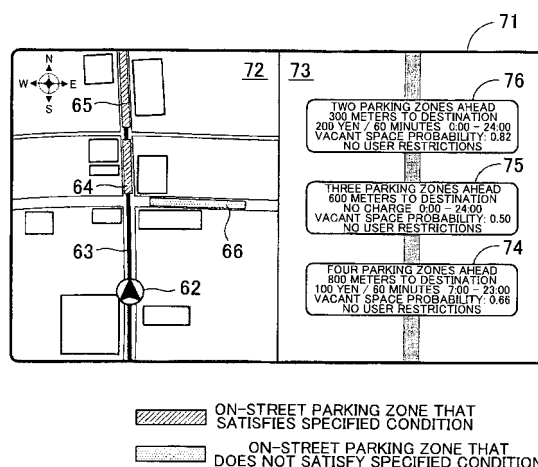 71
72
73
N
W
E
S
65
64
66
63
62
76
TWO PARKING ZONES AHEAD
300 METERS TO DESTINATION
200 YEN / 60 MINUTES 0:00 - 24:00
VACANT SPACE PROBABILITY: 0.82
NO USER RESTRICTIONS
75
THREE PARKING ZONES AHEAD
600 METERS TO DESTINATION
NO CHARGE 0:00 - 24:00
VACANT SPACE PROBABILITY: 0.50
NO USER RESTRICTIONS
74
FOUR PARKING ZONES AHEAD
800 METERS TO DESTINATION
100 YEN / 60 MINUTES 7:00 - 23:00
VACANT SPACE PROBABILITY: 0.66
NO USER RESTRICTIONS
ON-STREET PARKING ZONE THAT
SATISFIES SPECIFIED CONDITION
ON-STREET PARKING ZONE THAT
DOES NOT SATISFY SPECIFIED CONDITION